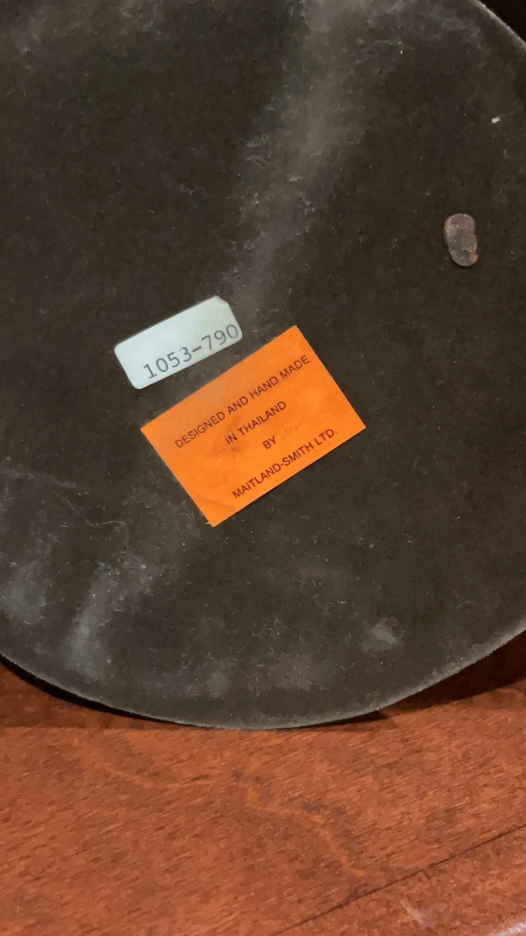 1053-790
DESIGNED AND HAND MADE
IN THAILAND
BY
MAITLAND-SMITH LTD.